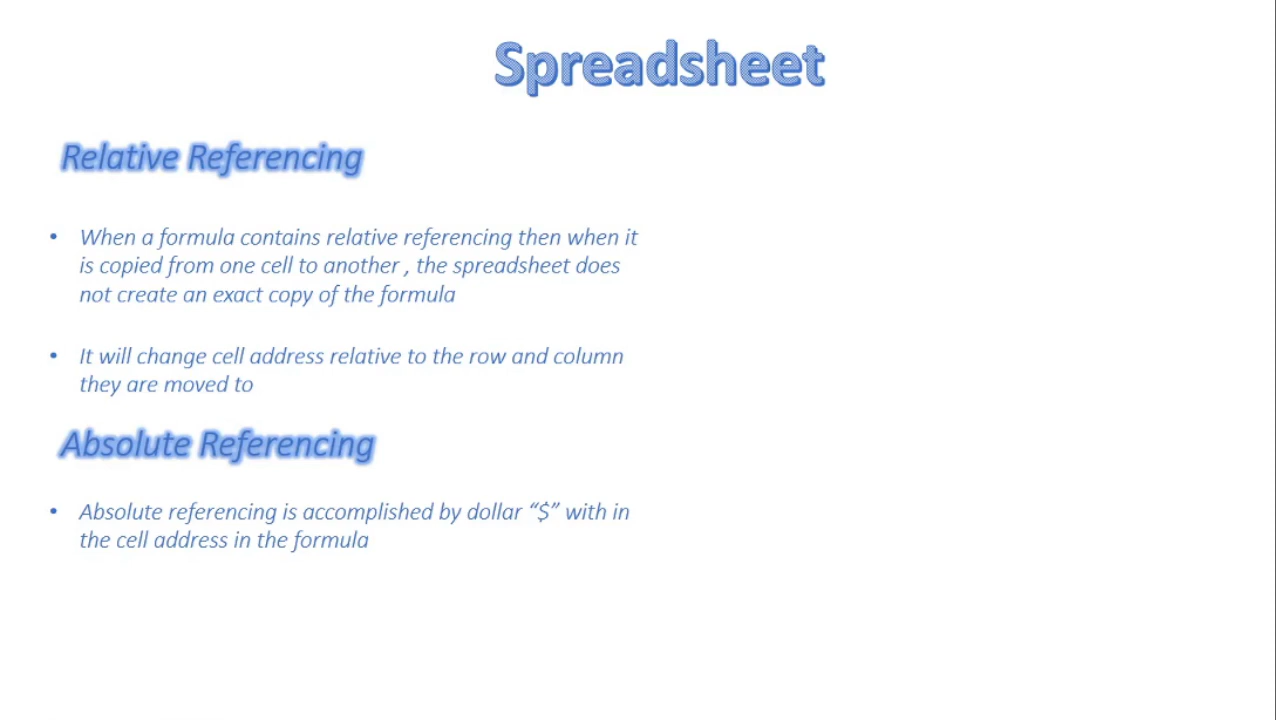 Spreadsheet
Relative Referencing
• When a formula contains relative referencing then when it
is copied from one cell to another , the spreadsheet does
not create an exact copy of the formula
• It will change cell address relative to the row and column
they are moved to
Absolute Referencing
• Absolute referencing is accomplished by dollar “$” with in
the cell address in the formula